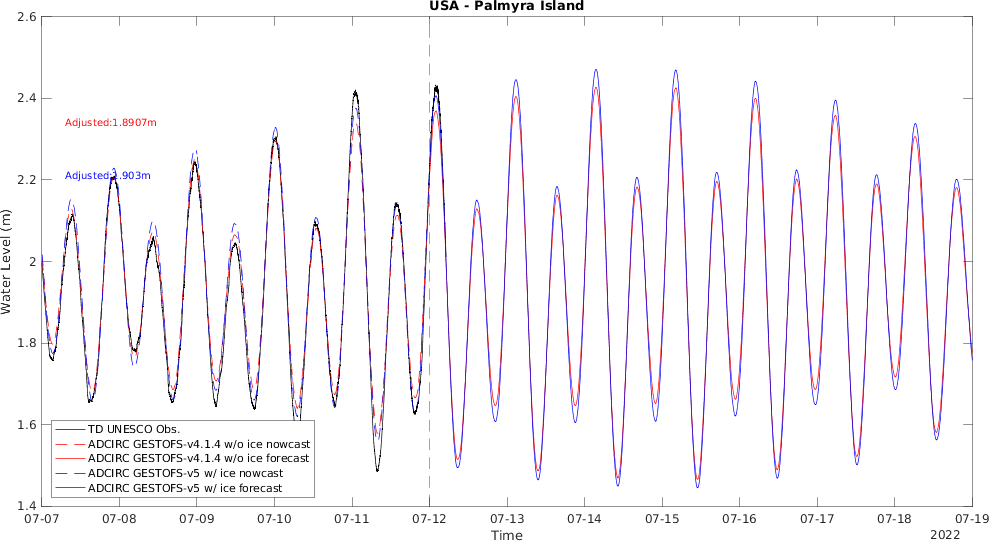 USA - Palmyra Island
2.6
2.4
2.2
2
1.8
1.6
1.4
Water Level (m)
Adjusted:1.8907m
Adjusted:1.903m
TD UNESCO Obs.
ADCIRC GESTOFS-v4.1.4 w/o ice nowcast
ADCIRC GESTOFS-v4.1.4 w/o ice forecast
ADCIRC GESTOFS-v5 w/ ice nowcast
ADCIRC GESTOFS-v5 w/ ice forecast
07-07 07-08 07-09 07-10 07-11 07-12 07-13 07-14 07-15 07-16 07-17 07-18 07-19
Time
2022